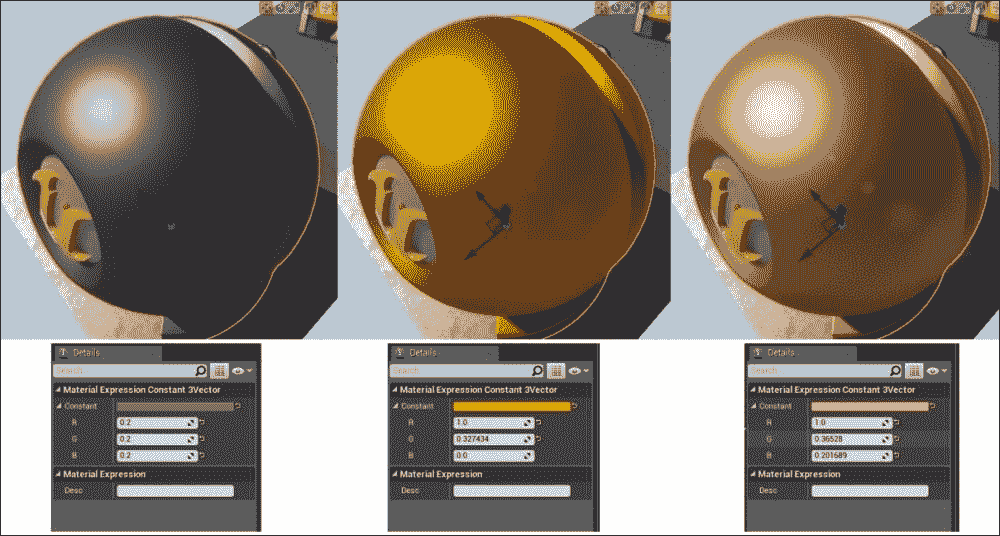 Details
Search
Material Expression Constant 3Vector
Constant
R 0.2
G 0.2
B 0.2
Material Expression
Desc
Details
Search
Material Expression Constant 3Vector
Constant
R 1.0
G 0.327434
B 0.0
Material Expression
Desc
Details
Search
Material Expression Constant 3Vector
Constant
R 1.0
G 0.36528
B 0.201689
Material Expression
Desc